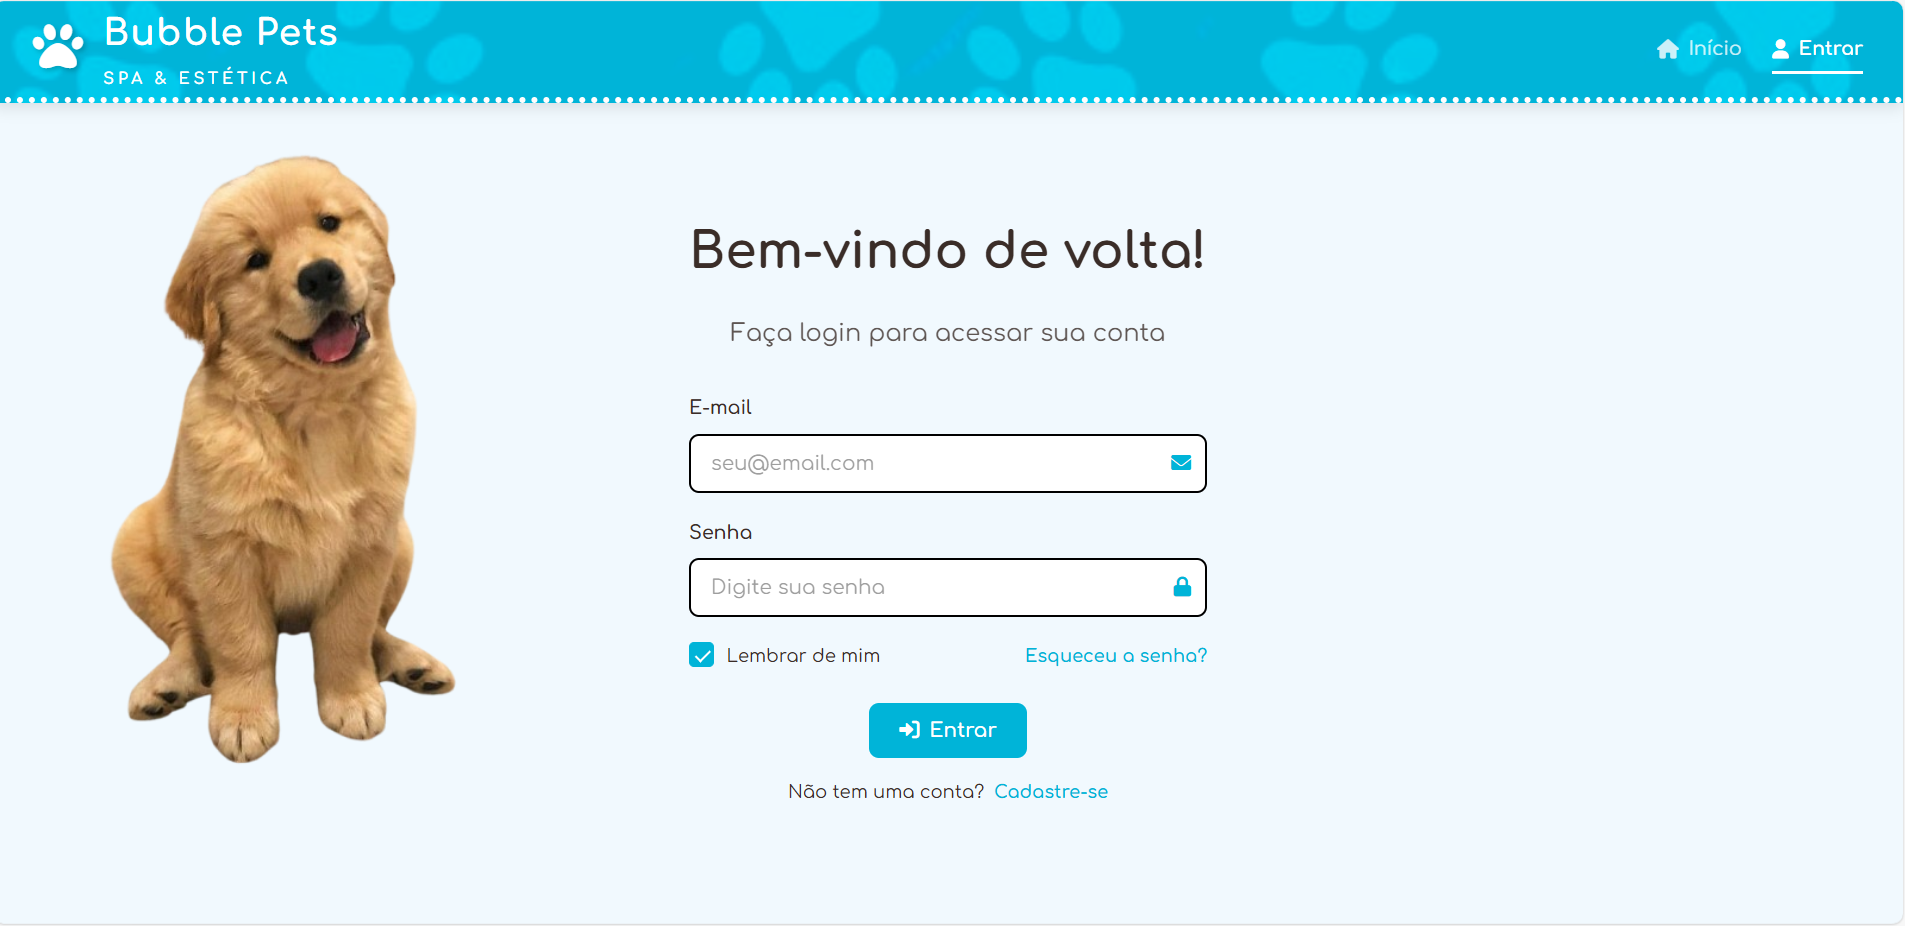 Bubble Pets
SPA & ESTÉTICA
Início
Entrar
Bem-vindo de volta!
Faça login para acessar sua conta
E-mail
seu@email.com
Senha
Digite sua senha
Lembrar de mim
Esqueceu a senha?
Entrar
Não tem uma conta? Cadastre-se